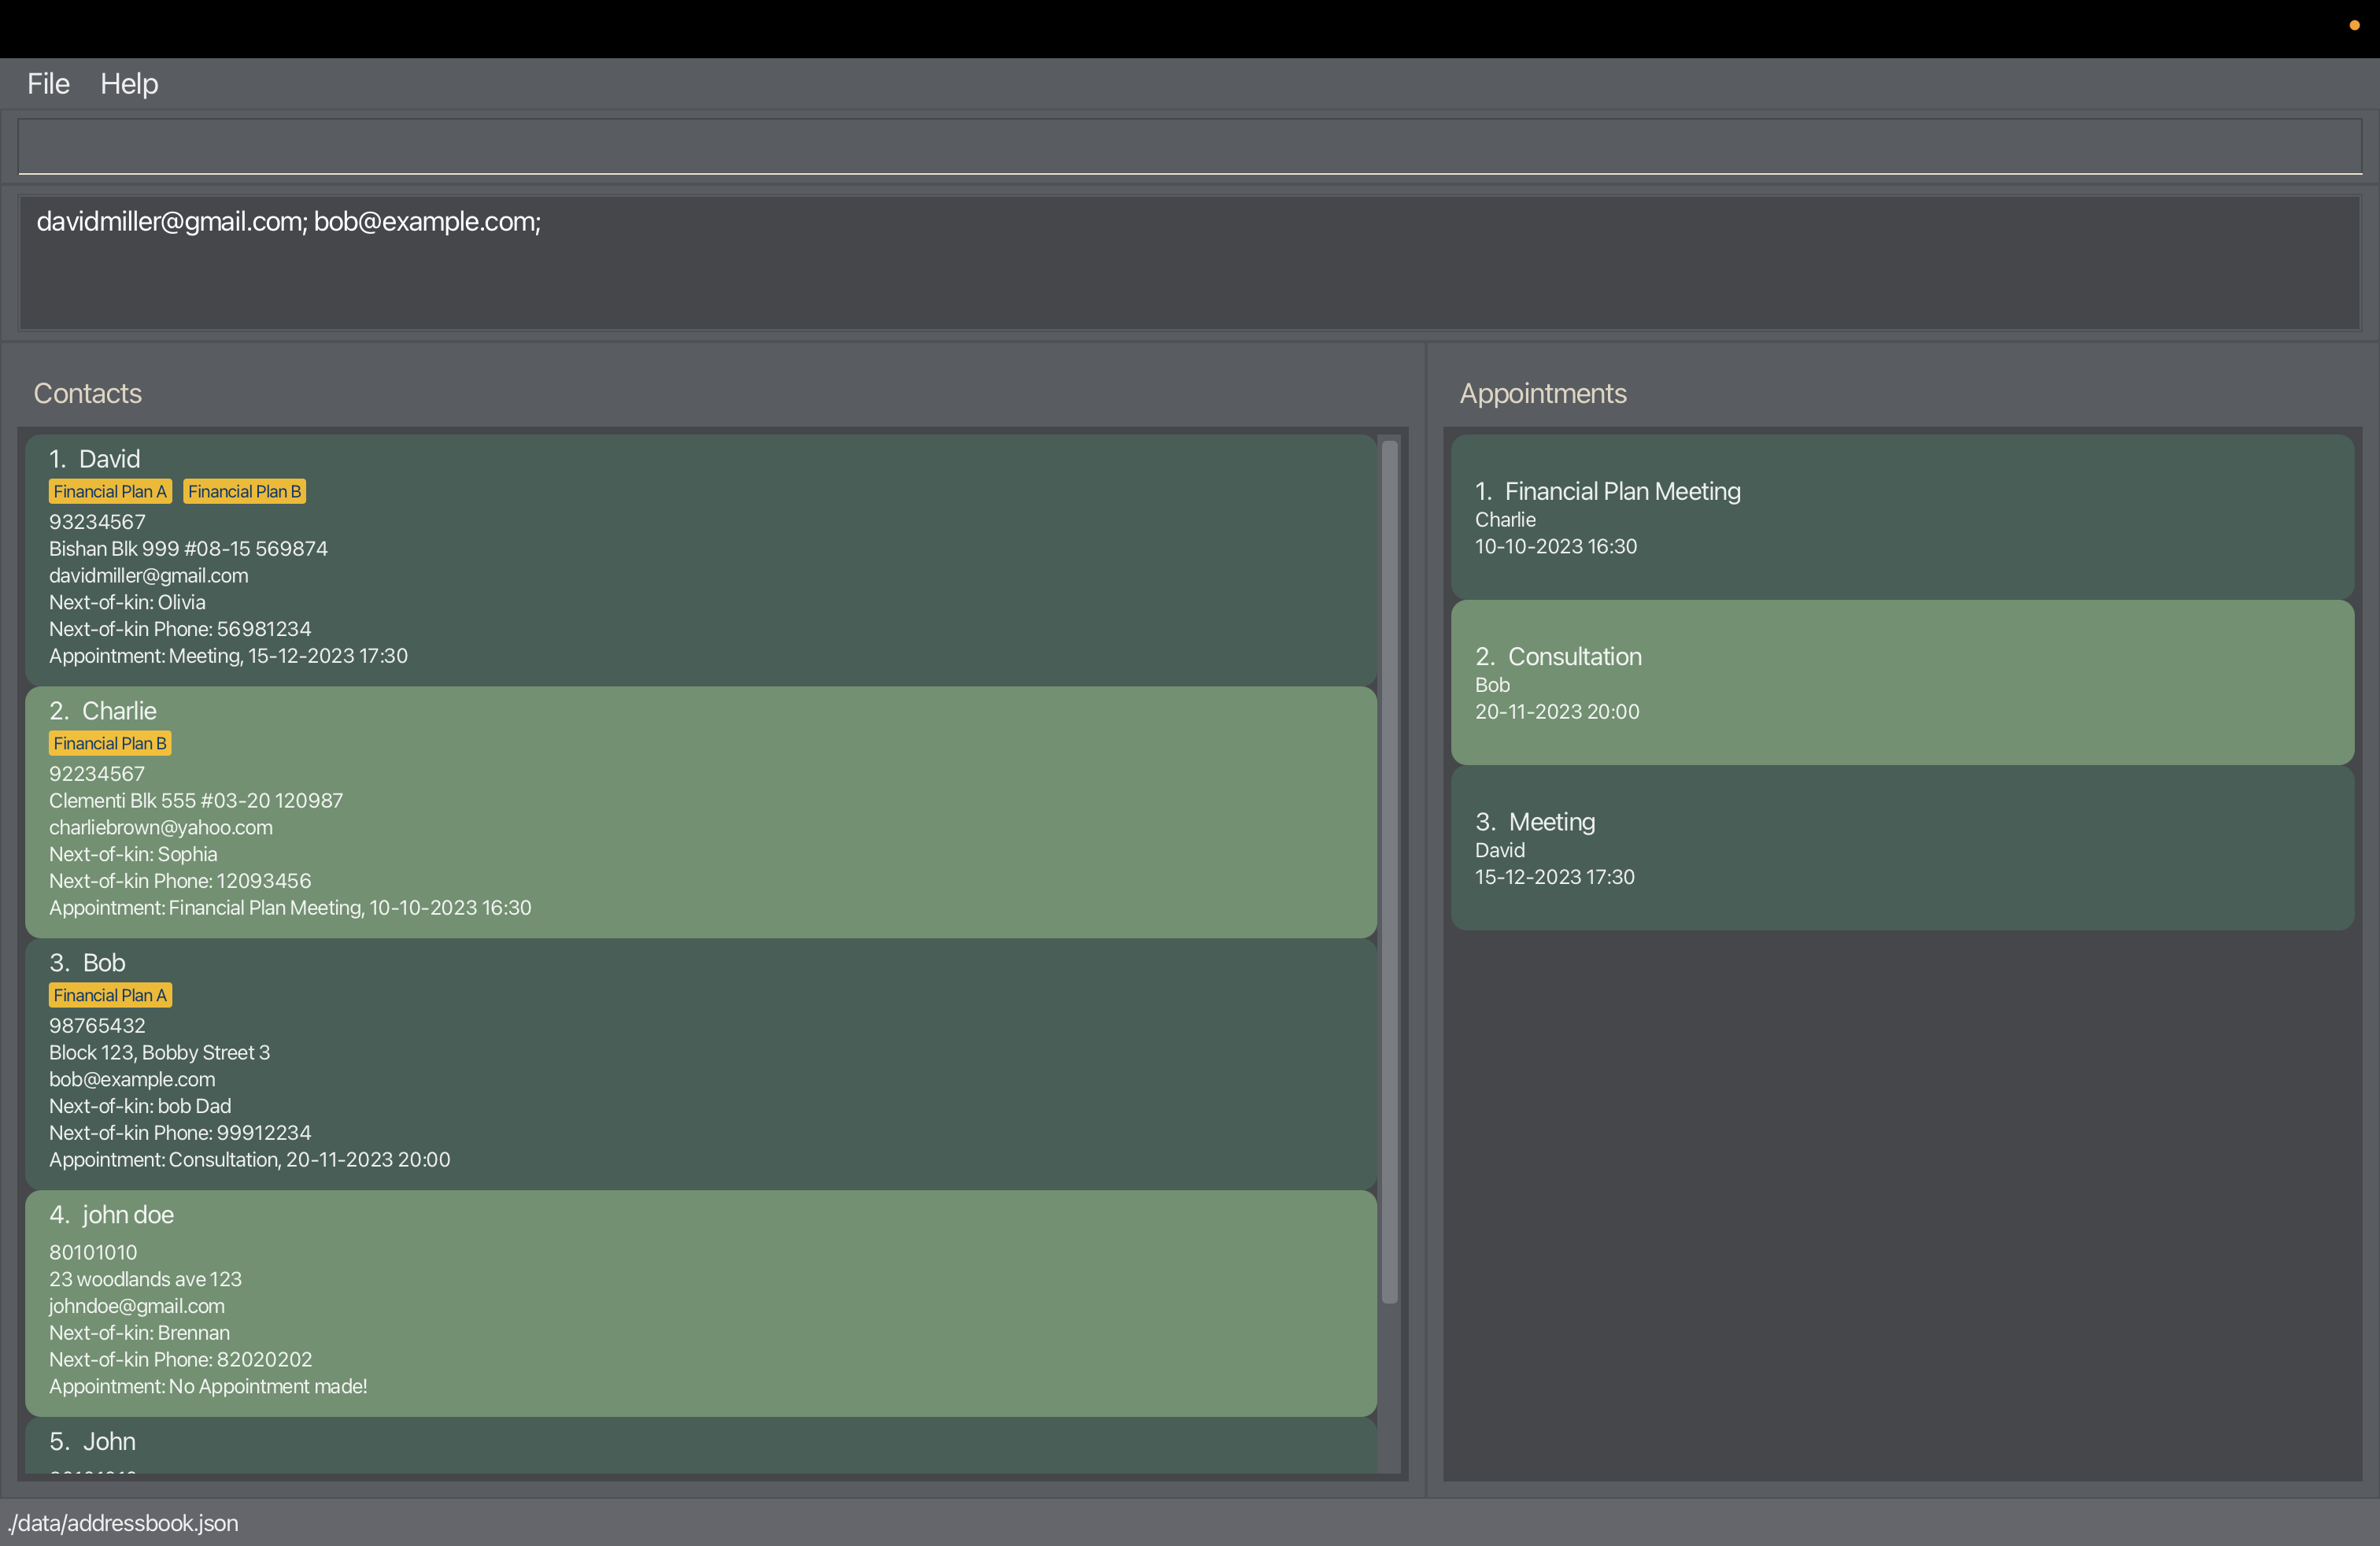 File Help
davidmiller@gmail.com; bob@example.com;
Contacts
1. David
Financial Plan A Financial Plan B
93234567
Bishan Blk 999 #08-15 569874
davidmiller@gmail.com
Next-of-kin: Olivia
Next-of-kin Phone: 56981234
Appointment: Meeting, 15-12-2023 17:30
2. Charlie
Financial Plan B
92234567
Clementi Blk 555 #03-20 120987
charliebrown@yahoo.com
Next-of-kin: Sophia
Next-of-kin Phone: 12093456
Appointment: Financial Plan Meeting, 10-10-2023 16:30
3. Bob
Financial Plan A
98765432
Block 123, Bobby Street 3
bob@example.com
Next-of-kin: bob Dad
Next-of-kin Phone: 99912234
Appointment: Consultation, 20-11-2023 20:00
4. john doe
80101010
23 woodlands ave 123
johndoe@gmail.com
Next-of-kin: Brennan
Next-of-kin Phone: 82020202
Appointment: No Appointment made!
5. John
Appointments
1. Financial Plan Meeting
Charlie
10-10-2023 16:30
2. Consultation
Bob
20-11-2023 20:00
3. Meeting
David
15-12-2023 17:30
./data/addressbook.json